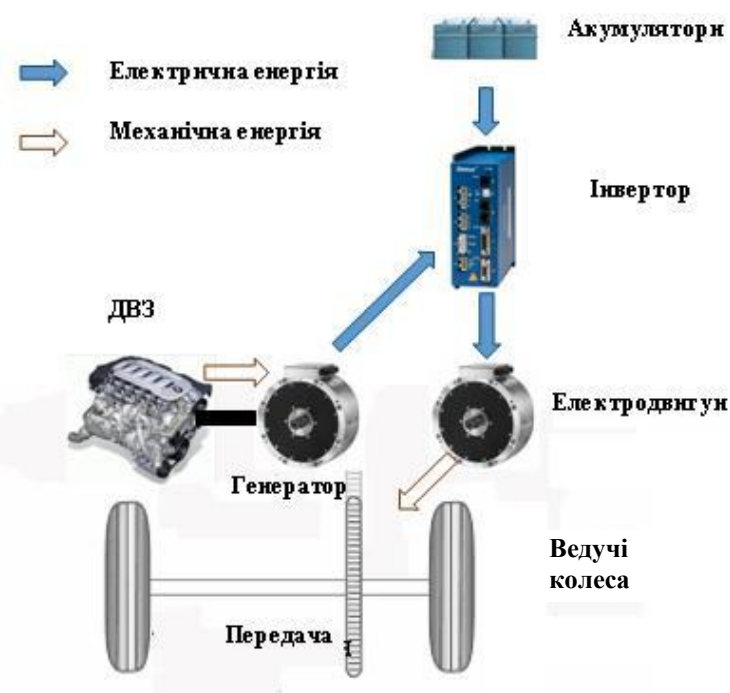 Акумулятори
Електрична енергія
Механічна енергія
Інвертор
ДВЗ
Електродвигун
Генератор
Ведучі
колеса
Передача